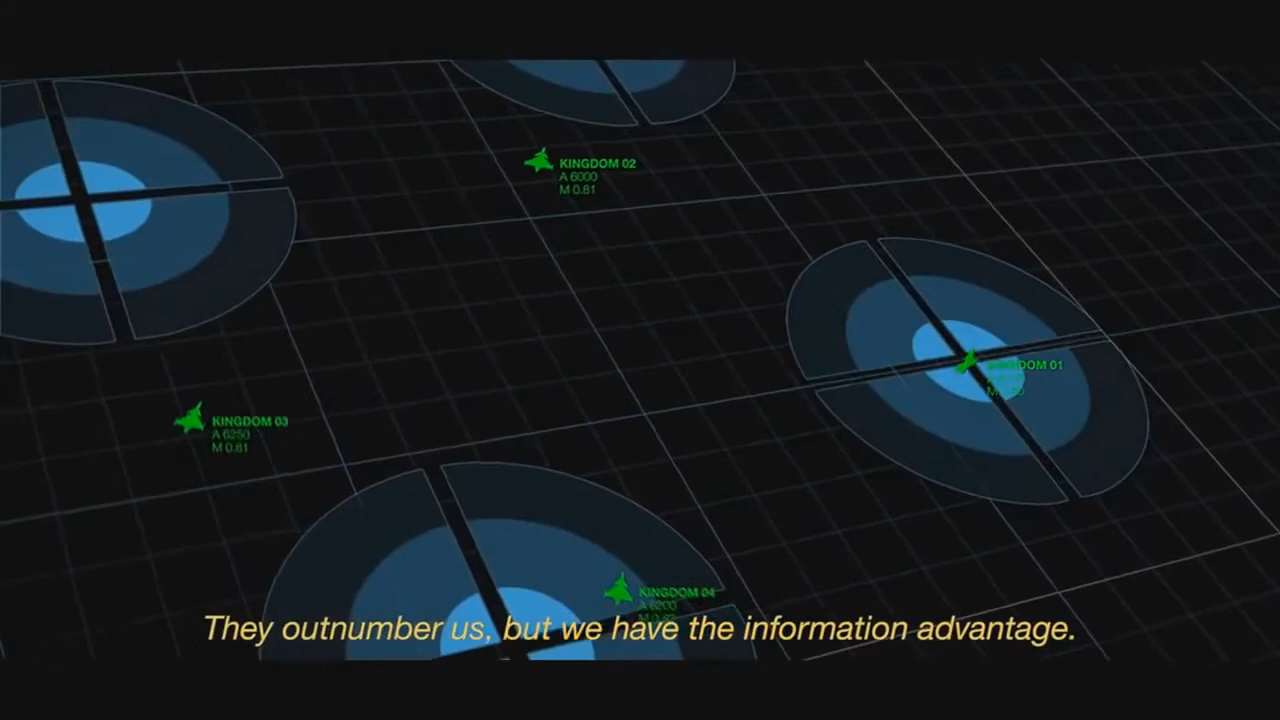 KINGDOM 02
A 6000
M 0.81
KINGDOM 01
KINGDOM 03
A 6250
M 0.81
KINGDOM 04
A 6200
They outnumber us, but we have the information advantage.